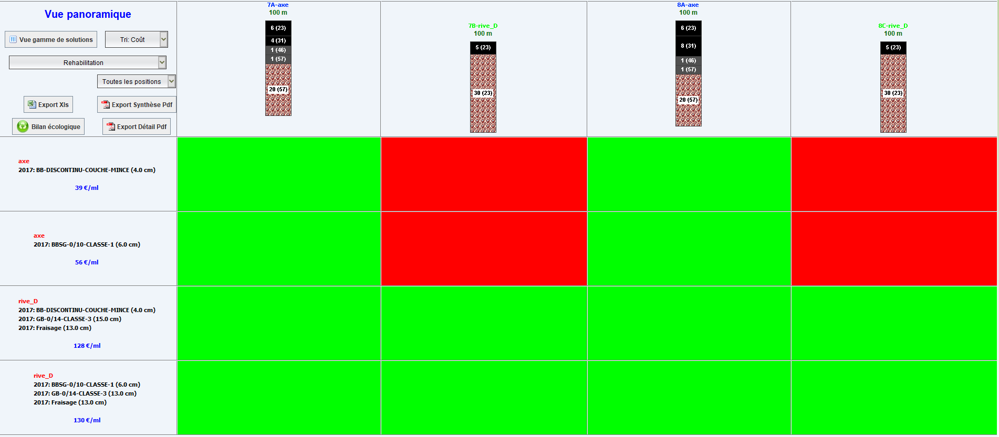 Vue panoramique
Vue gamme de solutions
Tri: Coût
Rehabilitation
Toutes les positions
Export Xls
Export Synthèse Pdf
Bilan écologique
Export Détail Pdf
7A-axe
100 m
6 (23)
4 (31)
1 (46)
1 (57)
20 (57)
7B-rive_D
100 m
5 (23)
30 (23)
8A-axe
100 m
6 (23)
8 (31)
1 (46)
1 (57)
20 (57)
8C-rive_D
100 m
5 (23)
30 (23)
axe
2017: BB-DISCONTINU-COUCHE-MINCE (4.0 cm)
39 €/ml
axe
2017: BBSG-0/10-CLASSE-1 (6.0 cm)
56 €/ml
rive_D
2017: BB-DISCONTINU-COUCHE-MINCE (4.0 cm)
2017: GB-0/14-CLASSE-3 (15.0 cm)
2017: Fraisage (13.0 cm)
128 €/ml
rive_D
2017: BBSG-0/10-CLASSE-1 (6.0 cm)
2017: GB-0/14-CLASSE-3 (13.0 cm)
2017: Fraisage (13.0 cm)
130 €/ml